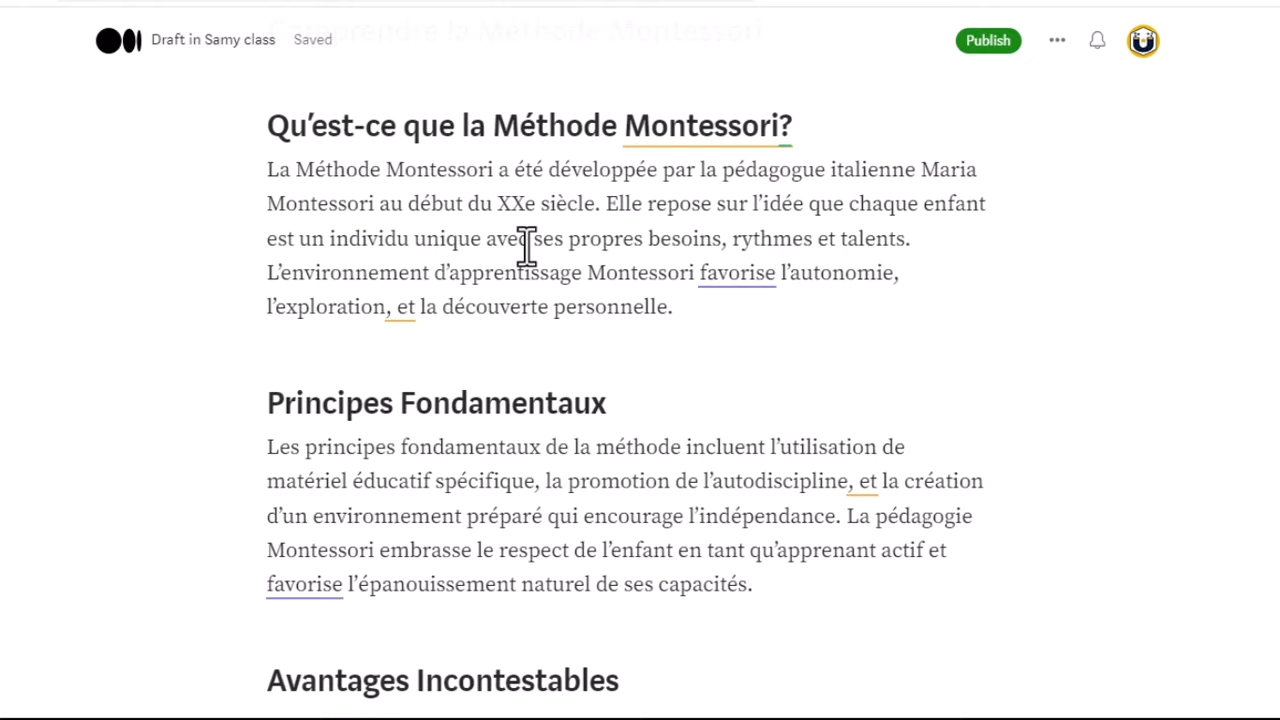 Comprendre la Méthode Montessori
Draft in Samy class Saved Publish
Qu’est-ce que la Méthode Montessori?
La Méthode Montessori a été développée par la pédagogue italienne Maria
Montessori au début du XXe siècle. Elle repose sur l’idée que chaque enfant
est un individu unique avec ses propres besoins, rythmes et talents.
L’environnement d’apprentissage Montessori favorise l’autonomie,
l’exploration, et la découverte personnelle.
Principes Fondamentaux
Les principes fondamentaux de la méthode incluent l’utilisation de
matériel éducatif spécifique, la promotion de l’autodiscipline, et la création
d’un environnement préparé qui encourage l’indépendance. La pédagogie
Montessori embrasse le respect de l’enfant en tant qu’apprenant actif et
favorise l’épanouissement naturel de ses capacités.
Avantages Incontestables